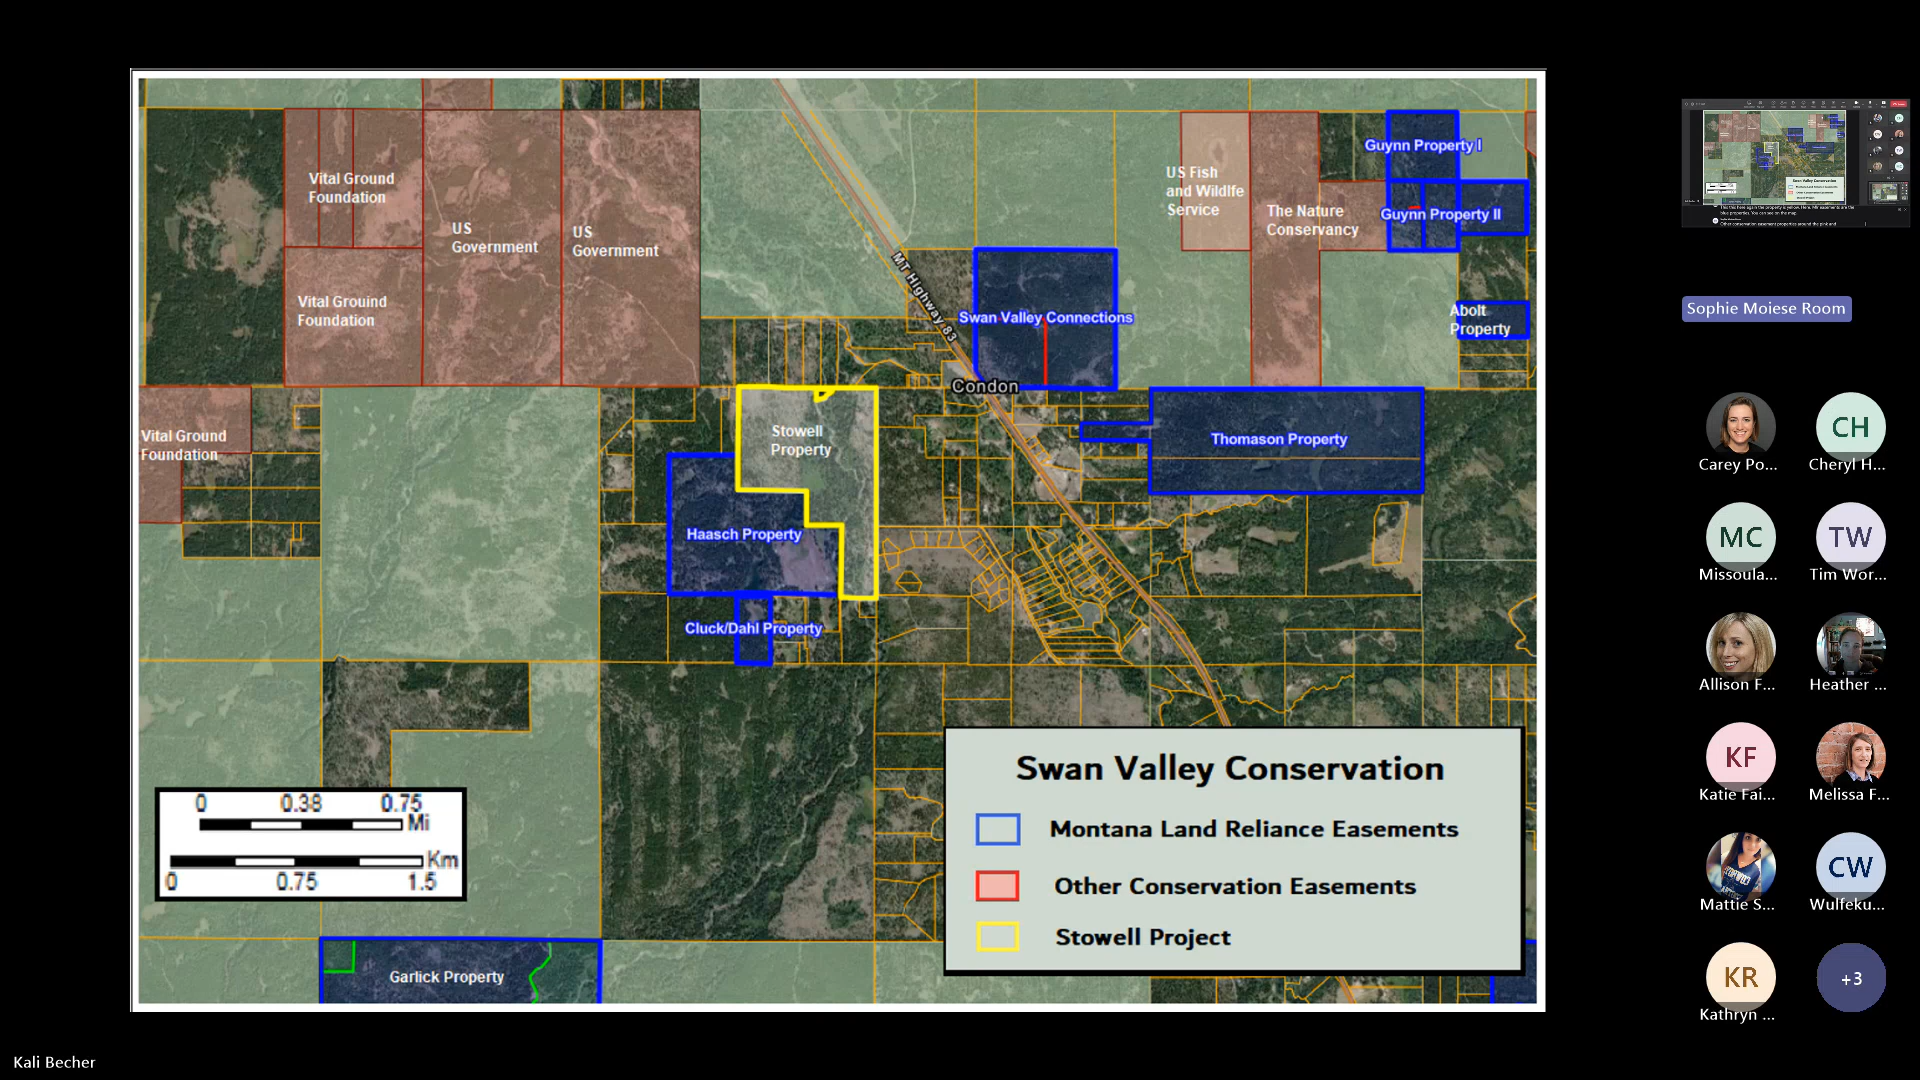 Vital Ground
Foundation
US
Government
US
Government
Vital Grouind
Foundation
Vital Ground
Foundation
MT Highway 83
US Fish
and Wildlfe
Service
The Nature
Conservancy
Guynn Property I
Guynn Property II
Abolt
Property
Swan Valley Connections
Condon
Thomason Property
Stowell
Property
Haasch Property
Cluck/Dahl Property
Garlick Property
0 0.38 0.75
Mi
Km
0 0.75 1.5
Swan Valley Conservation
Montana Land Reliance Easements
Other Conservation Easements
Stowell Project
Sophie Moiese Room
Carey Po...
CH
Cheryl H...
MC
Missoula...
TW
Tim Wor...
Allison F...
Heather ...
KF
Katie Fai...
Melissa F...
Mattie S...
CW
Wulfeku...
KR
Kathryn ...
+3
Kali Becher